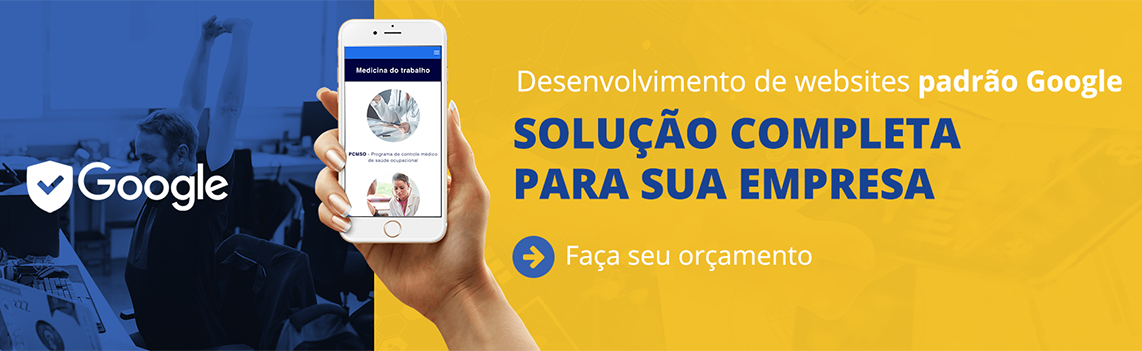 Google
Medicina do trabalho
PCMSO - Programa de controle médico
de saúde ocupacional
Desenvolvimento de websites padrão Google
SOLUÇÃO COMPLETA
PARA SUA EMPRESA
Faça seu orçamento